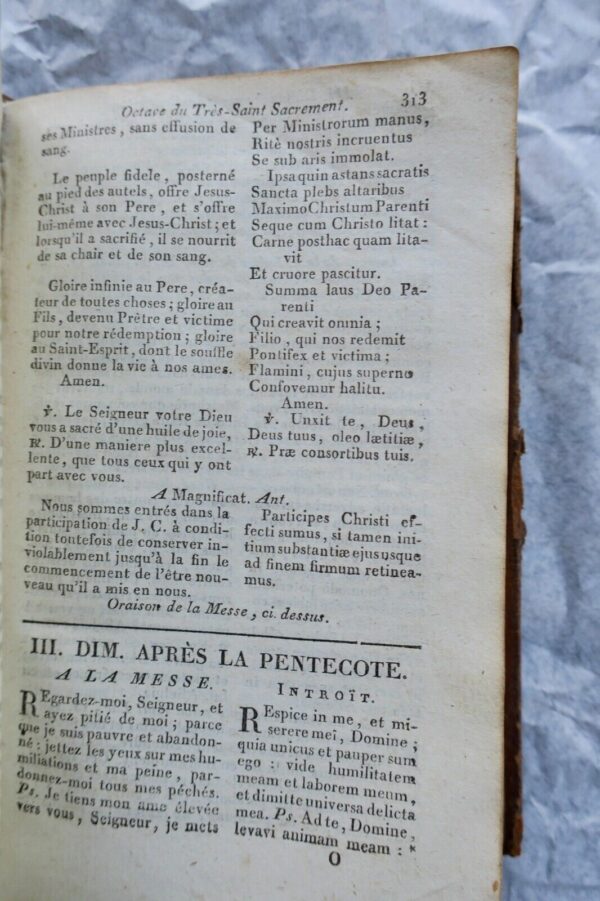 Octave du Très-Saint Sacrement. 313
ses Ministres, sans effusion de
sang.
Le peuple fidele, posterné
au pied des autels, offre Jesus-
Christ à son Pere, et s'offre
lui-même avec Jesus-Christ; et
lorsqu'il a sacrifié, il se nourrit
de sa chair et de son sang.
Gloire infinie au Pere, créa-
teur de toutes choses; gloire au
Fils, devenu Prêtre et victime
pour notre rédemption; gloire
au Saint-Esprit, dont le souffle
divin donne la vie à nos ames.
Amen.
℣. Le Seigneur votre Dieu
vous a sacré d'une huile de joie,
℟. D'une maniere plus excel-
lente, que tous ceux qui y ont
part avec vous.
Per Ministrorum manus,
Ritè nostris incruentus
Se sub aris immolat.
Ipsa quin astans sacratis
Sancta plebs altaribus
Maximo Christum Parenti
Seque cum Christo litat:
Carne posthac quam lita-
vit
Et cruore pascitur.
Summa laus Deo Pa-
renti
Qui creavit omnia;
Filio, qui nos redemit
Pontifex et victima;
Flamini, cujus superno
Confovemur halitu.
Amen.
℣. Unxit te, Deus,
Deus tuus, oleo lætitiæ,
℟. Præ consortibus tuis.
A Magnificat. Ant.
Nous sommes entrés dans la
participation de J. C. à condi-
tion toutefois de conserver in-
violablement jusqu'à la fin le
commencement de l'être nou-
veau qu'il a mis en nous.
Participes Christi ef-
fecti sumus, si tamen ini-
tium substantiæ ejus usque
ad finem firmum retinea-
mus.
Oraison de la Messe, ci. dessus.
III. DIM. APRÈS LA PENTECOTE.
A LA MESSE.
REgardez-moi, Seigneur, et
ayez pitié de moi; parce
que je suis pauvre et abandon-
né: jettez les yeux sur mes hu-
miliations et ma peine, par-
donnez-moi tous mes péchés.
Ps. Je tiens mon ame élevée
vers vous, Seigneur, je mets
INTROÏT.
REspice in me, et mi-
serere meî, Domine;
quia unicus et pauper sum
ego: vide humilitatem
meam et laborem meum,
et dimitte universa delicta
mea. Ps. Ad te, Domine,
levavi animam meam: *
O